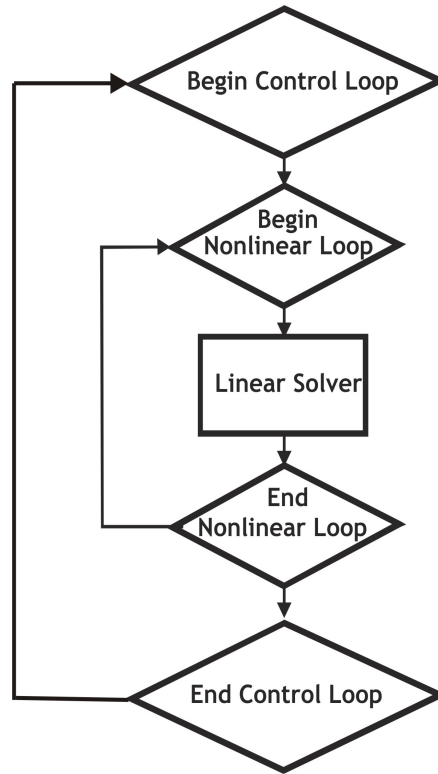 Begin Control Loop
Begin
Nonlinear Loop
Linear Solver
End
Nonlinear Loop
End Control Loop